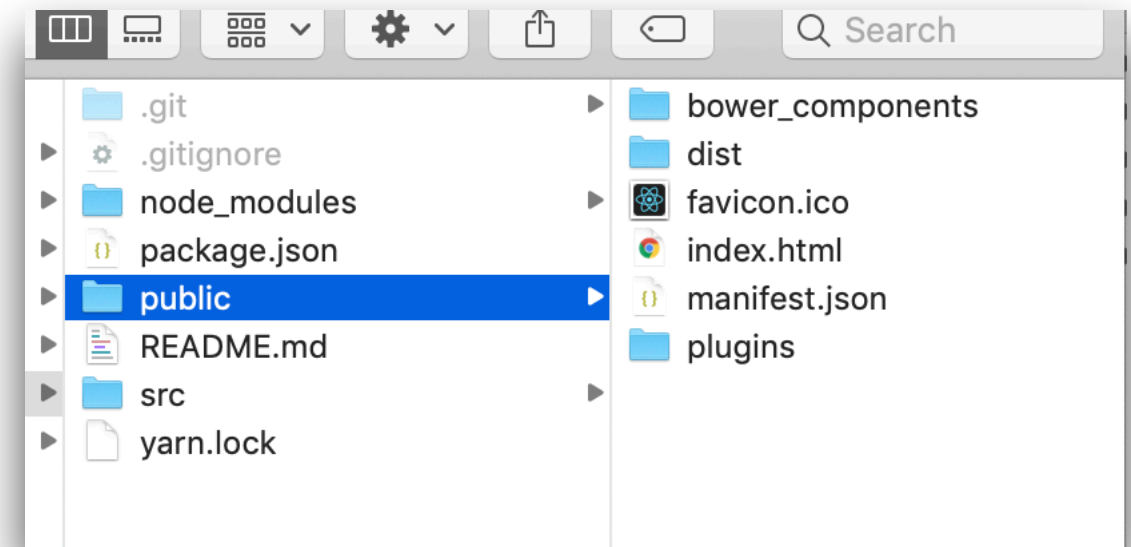 Search
.git
.gitignore
node_modules
package.json
public
README.md
src
yarn.lock
bower_components
dist
favicon.ico
index.html
manifest.json
plugins